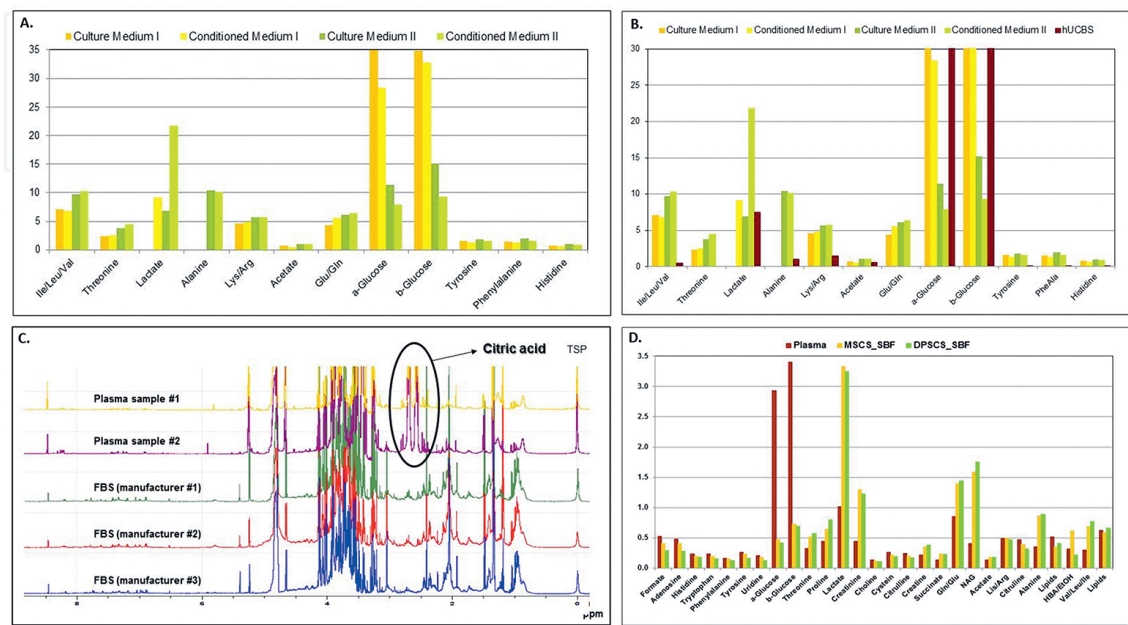 A.
Culture Medium I Conditioned Medium I Culture Medium II Conditioned Medium II
35
30
25
20
15
10
5
0
Ile/Leu/Val Threonine Lactate Alanine Lys/Arg Acetate Glu/Gln a-Glucose b-Glucose Tyrosine Phenylalanine Histidine
B.
Culture Medium I Conditioned Medium I Culture Medium II Conditioned Medium II hUCBS
30
25
20
15
10
5
0
Ile/Leu/Val Threonine Lactate Alanine Lys/Arg Acetate Glu/Gln a-Glucose b-Glucose Tyrosine PheAla Histidine
C.
Citric acid TSP
Plasma sample #1
Plasma sample #2
FBS (manufacturer #1)
FBS (manufacturer #2)
FBS (manufacturer #3)
8 6 4 2 0
ppm
D.
Plasma MSCS_SBF DPSCS_SBF
3.5
3.0
2.5
2.0
1.5
1.0
0.5
0.0
Formate Adenosine Histidine Tryptophan Phenylalanine Tyrosine Uridine a-Glucose b-Glucose Threonine Proline Lactate Creatinine Choline Cystein Citrulline Creatine Succinate Gln/Glu NAG Acetate Lis/Arg Citruline Alanine Lipids HBA/EtOH Val/Leu/Ile Lipids